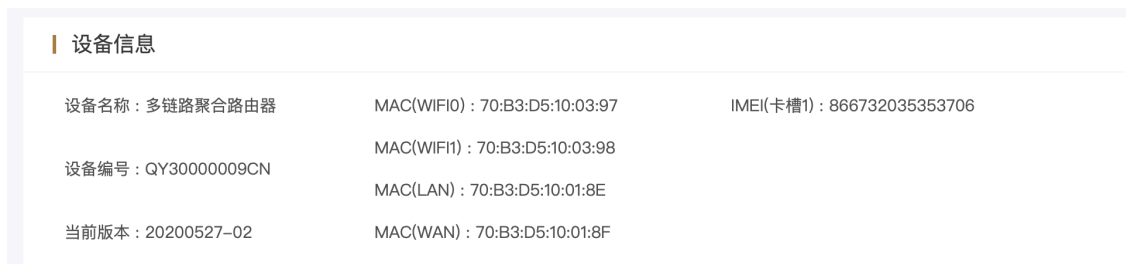 设备信息
设备名称：多链路聚合路由器
设备编号：QY30000009CN
当前版本：20200527-02
MAC(WIFI0)：70:B3:D5:10:03:97
MAC(WIFI1)：70:B3:D5:10:03:98
MAC(LAN)：70:B3:D5:10:01:8E
MAC(WAN)：70:B3:D5:10:01:8F
IMEI(卡槽1)：866732035353706